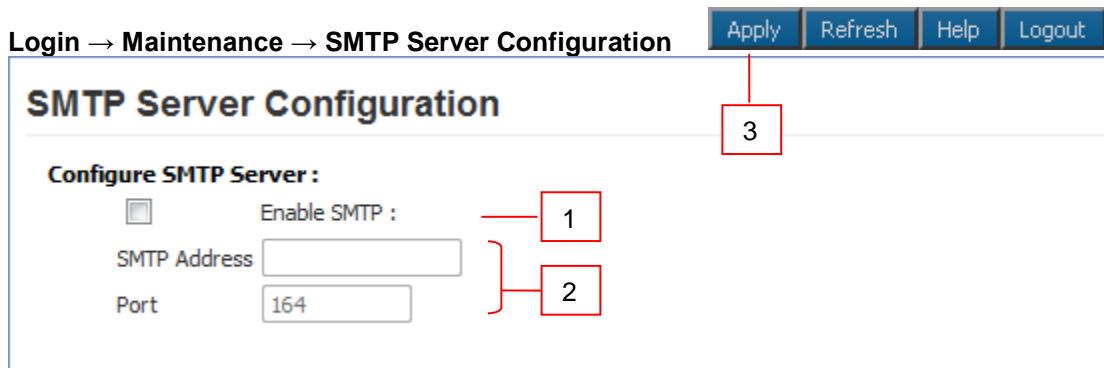 Login → Maintenance → SMTP Server Configuration
Apply Refresh Help Logout
SMTP Server Configuration
3
Configure SMTP Server :
Enable SMTP :
1
SMTP Address
2
Port 164